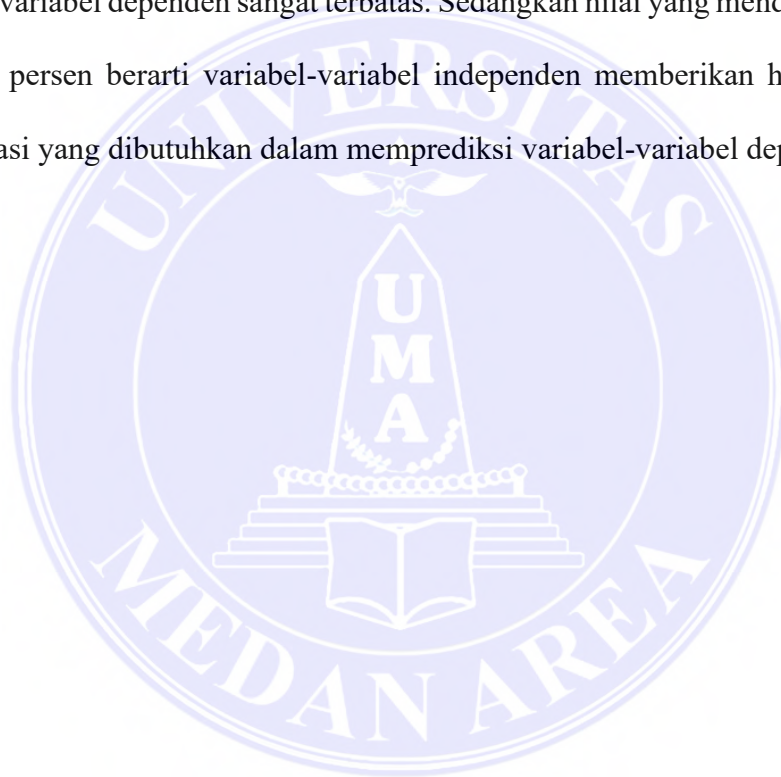 variabel dependen sangat terbatas. Sedangkan nilai yang
persen berarti variabel-variabel independen memberikan
yang dibutuhkan dalam memprediksi variabel-variabel
UNIVERSITAS
U
M
A
MEDAN AREA